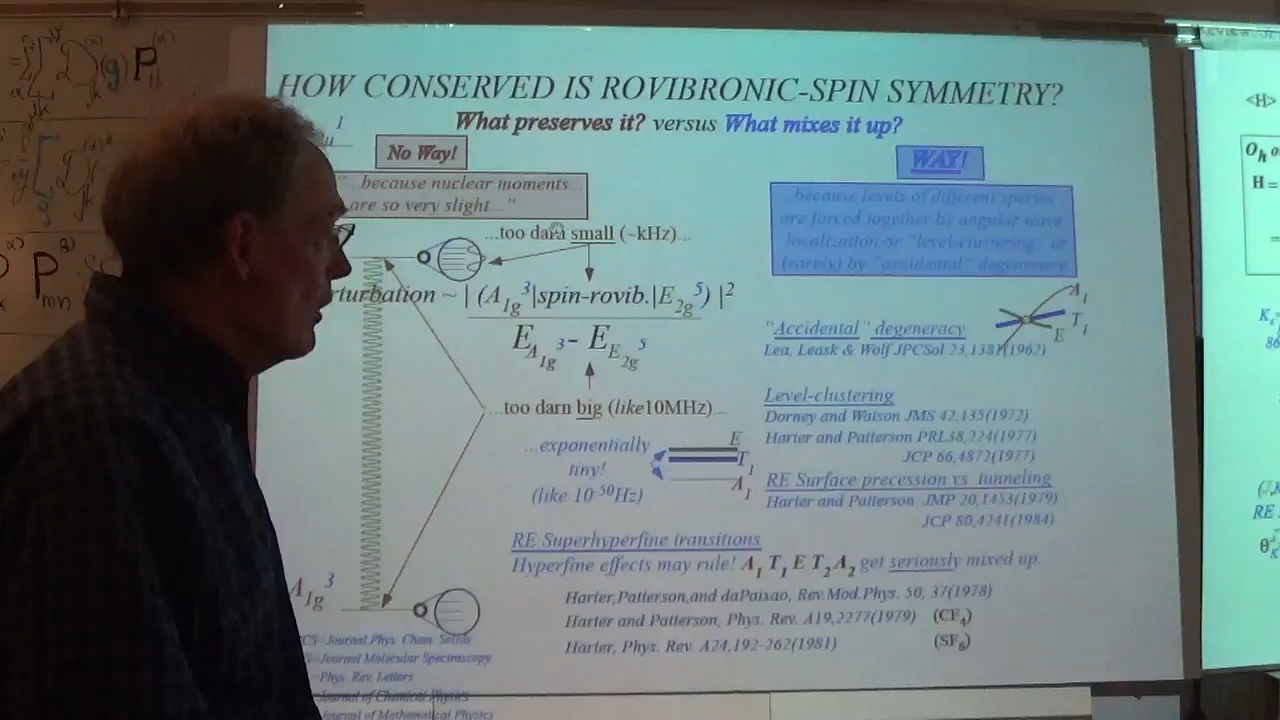 HOW CONSERVED IS ROVIBRONIC-SPIN SYMMETRY?
What preserves it? versus What mixes it up?
No Way!
"...because nuclear moments...
are so very slight..."
...too darn small (~kHz)...
rturbation ~ | (A1g³|spin-rovib.|E2g⁵) |²
E A1g³ - E E2g⁵
...too darn big (like 10MHz)...
A1g³
WAY!
...because levels of different species
are forced together by angular wave
localization or "level-clustering" or
(rarely) by "accidental" degeneracy
"Accidental" degeneracy
Lea, Leask & Wolf JPCSol 23,1381(1962)
A1
T1
E
Level-clustering
Dorney and Watson JMS 42,135(1972)
Harter and Patterson PRL38,224(1977)
JCP 66,4872(1977)
...exponentially
tiny!
(like 10⁻⁵⁰Hz)
E
T1
A1
RE Surface precession vs tunneling
Harter and Patterson JMP 20,1453(1979)
JCP 80,4241(1984)
RE Superhyperfine transitions
Hyperfine effects may rule! A1 T1 E T2 A2 get seriously mixed up.
Harter,Patterson,and daPaixao, Rev.Mod.Phys. 50, 37(1978)
Harter and Patterson, Phys. Rev. A19,2277(1979) (CF4)
Harter, Phys. Rev. A24,192-262(1981) (SF6)
CS=Journal Phys. Chem. Solids
=Journal Molecular Spectroscopy
=Phys. Rev. Letters
=Journal of Chemical Physics
Journal of Mathematical Physics
<H>
Oh o
H =
RE